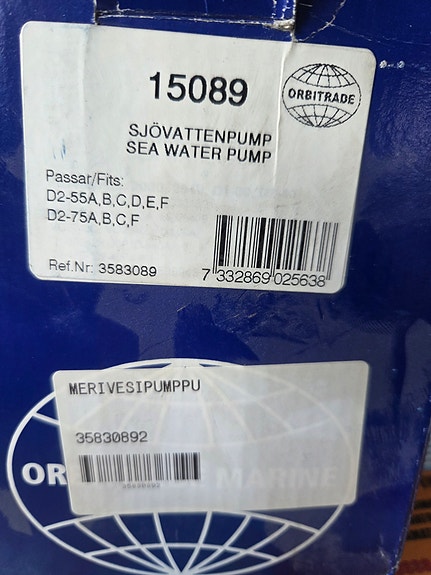 15089
ORBITRADE
SJÖVATTENPUMP
SEA WATER PUMP
Passar/Fits:
D2-55A,B,C,D,E,F
D2-75A,B,C,F
Ref.Nr: 3583089
7 332869 025638
MERIVESIPUMPPU
35830892
35830892
OR MARINE